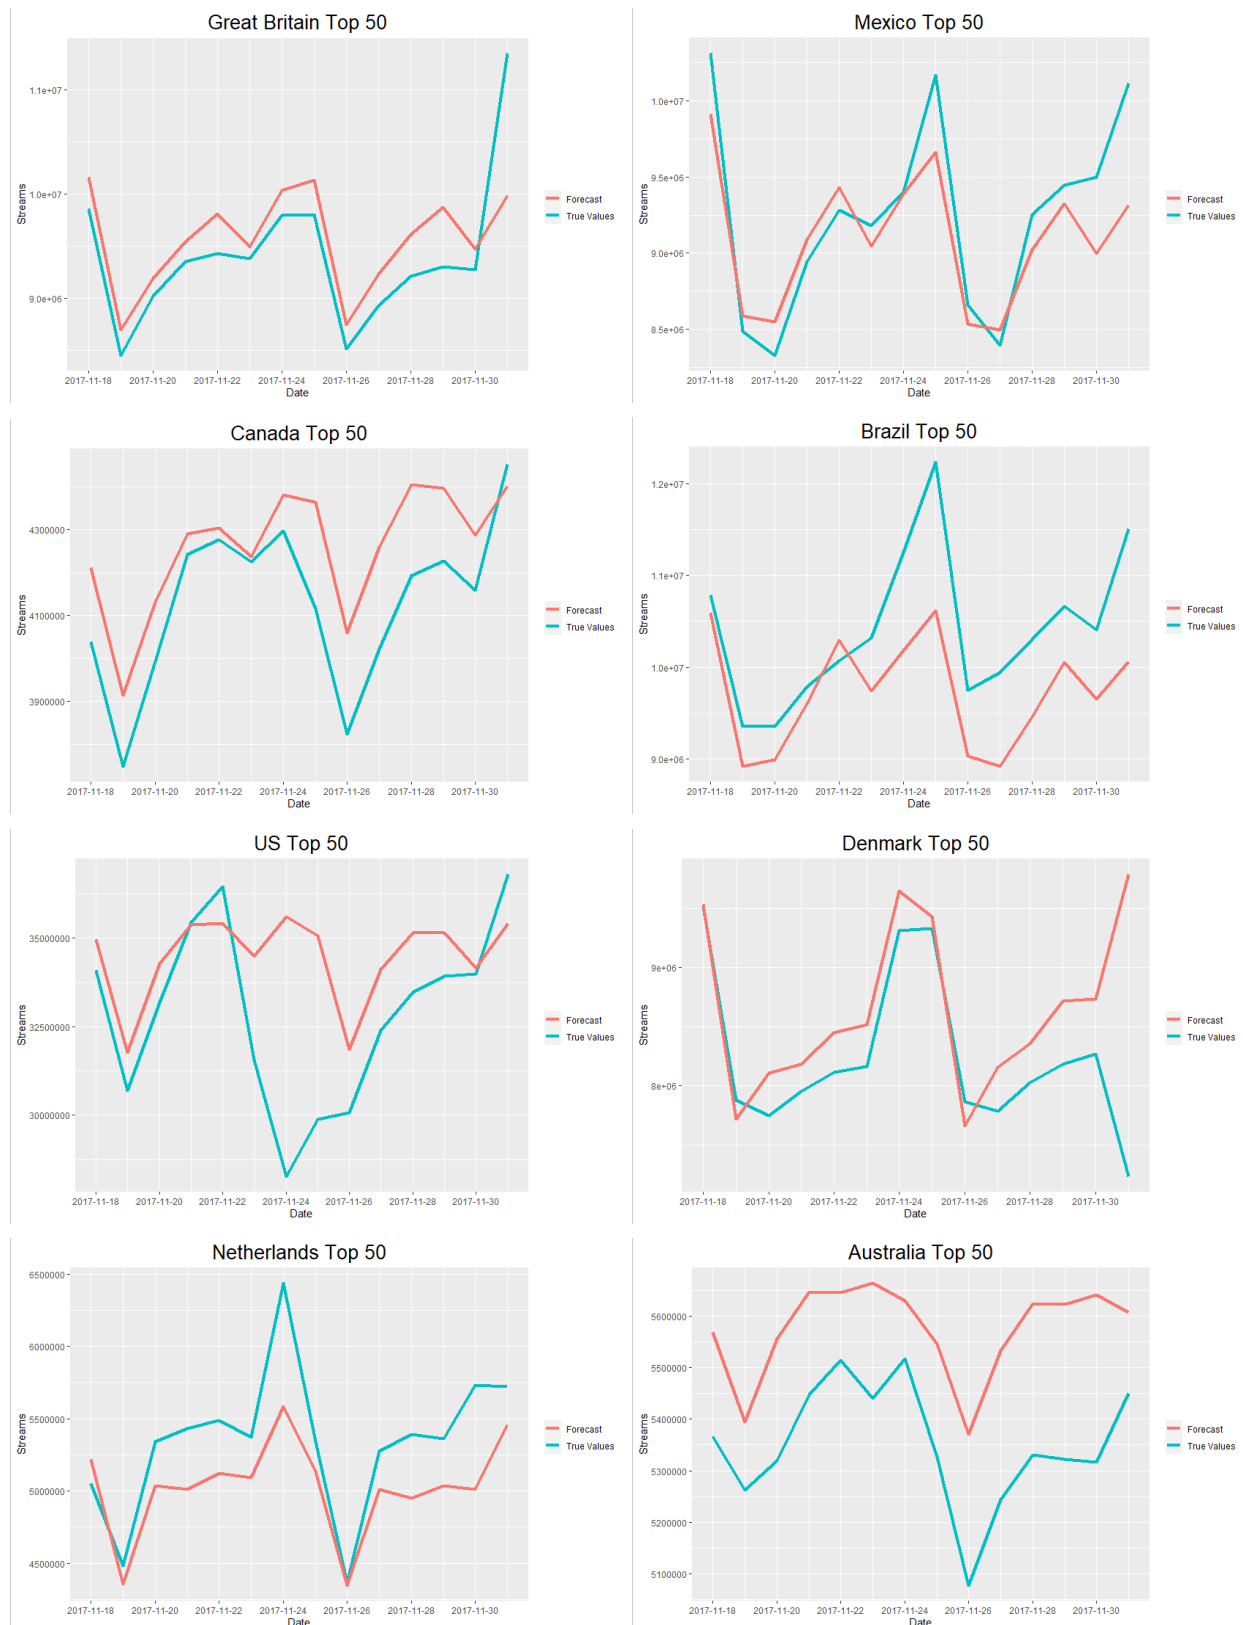 Great Britain Top 50
1.1e+07
1.0e+07
9.0e+06
Streams
2017-11-18 2017-11-20 2017-11-22 2017-11-24 2017-11-26 2017-11-28 2017-11-30
Date
Forecast
True Values
Mexico Top 50
1.0e+07
9.5e+06
9.0e+06
8.5e+06
Streams
2017-11-18 2017-11-20 2017-11-22 2017-11-24 2017-11-26 2017-11-28 2017-11-30
Date
Forecast
True Values
Canada Top 50
4300000
4100000
3900000
Streams
2017-11-18 2017-11-20 2017-11-22 2017-11-24 2017-11-26 2017-11-28 2017-11-30
Date
Forecast
True Values
Brazil Top 50
1.2e+07
1.1e+07
1.0e+07
9.0e+06
Streams
2017-11-18 2017-11-20 2017-11-22 2017-11-24 2017-11-26 2017-11-28 2017-11-30
Date
Forecast
True Values
US Top 50
35000000
32500000
30000000
Streams
2017-11-18 2017-11-20 2017-11-22 2017-11-24 2017-11-26 2017-11-28 2017-11-30
Date
Forecast
True Values
Denmark Top 50
9e+06
8e+06
Streams
2017-11-18 2017-11-20 2017-11-22 2017-11-24 2017-11-26 2017-11-28 2017-11-30
Date
Forecast
True Values
Netherlands Top 50
6500000
6000000
5500000
5000000
4500000
Streams
2017-11-18 2017-11-20 2017-11-22 2017-11-24 2017-11-26 2017-11-28 2017-11-30
Date
Forecast
True Values
Australia Top 50
5600000
5500000
5400000
5300000
5200000
5100000
Streams
2017-11-18 2017-11-20 2017-11-22 2017-11-24 2017-11-26 2017-11-28 2017-11-30
Date
Forecast
True Values